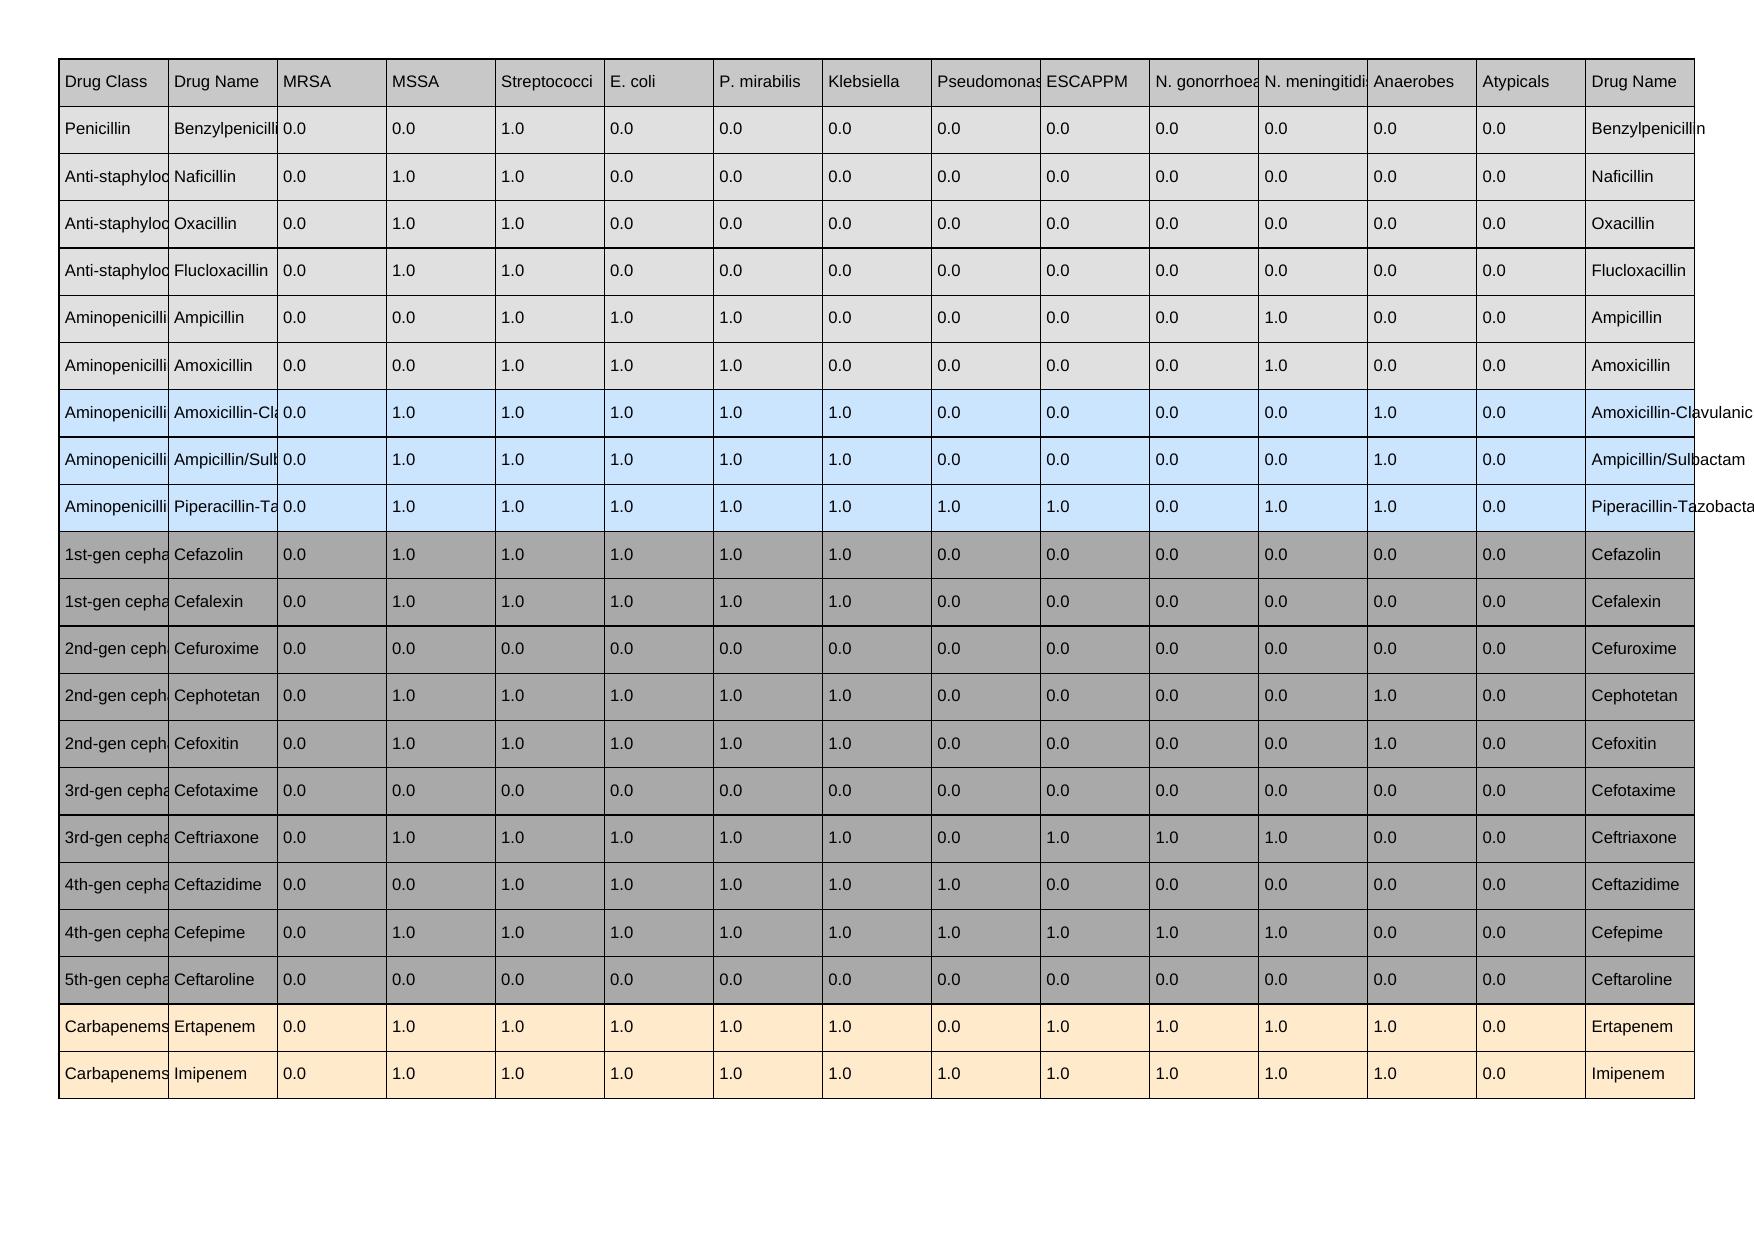 Drug Class Drug Name MRSA MSSA Streptococci E. coli P. mirabilis Klebsiella Pseudomonas ESCAPPM N. gonorrhoea N. meningitidis Anaerobes Atypicals Drug Name
Penicillin Benzylpenicilli 0.0 0.0 1.0 0.0 0.0 0.0 0.0 0.0 0.0 0.0 0.0 0.0 Benzylpenicillin
Anti-staphyloc Naficillin 0.0 1.0 1.0 0.0 0.0 0.0 0.0 0.0 0.0 0.0 0.0 0.0 Naficillin
Anti-staphyloc Oxacillin 0.0 1.0 1.0 0.0 0.0 0.0 0.0 0.0 0.0 0.0 0.0 0.0 Oxacillin
Anti-staphyloc Flucloxacillin 0.0 1.0 1.0 0.0 0.0 0.0 0.0 0.0 0.0 0.0 0.0 0.0 Flucloxacillin
Aminopenicilli Ampicillin 0.0 0.0 1.0 1.0 1.0 0.0 0.0 0.0 0.0 1.0 0.0 0.0 Ampicillin
Aminopenicilli Amoxicillin 0.0 0.0 1.0 1.0 1.0 0.0 0.0 0.0 0.0 1.0 0.0 0.0 Amoxicillin
Aminopenicilli Amoxicillin-Cla 0.0 1.0 1.0 1.0 1.0 1.0 0.0 0.0 0.0 0.0 1.0 0.0 Amoxicillin-Clavulanic
Aminopenicilli Ampicillin/Sulb 0.0 1.0 1.0 1.0 1.0 1.0 0.0 0.0 0.0 0.0 1.0 0.0 Ampicillin/Sulbactam
Aminopenicilli Piperacillin-Ta 0.0 1.0 1.0 1.0 1.0 1.0 1.0 1.0 0.0 1.0 1.0 0.0 Piperacillin-Tazobacta
1st-gen cepha Cefazolin 0.0 1.0 1.0 1.0 1.0 1.0 0.0 0.0 0.0 0.0 0.0 0.0 Cefazolin
1st-gen cepha Cefalexin 0.0 1.0 1.0 1.0 1.0 1.0 0.0 0.0 0.0 0.0 0.0 0.0 Cefalexin
2nd-gen ceph Cefuroxime 0.0 0.0 0.0 0.0 0.0 0.0 0.0 0.0 0.0 0.0 0.0 0.0 Cefuroxime
2nd-gen ceph Cephotetan 0.0 1.0 1.0 1.0 1.0 1.0 0.0 0.0 0.0 0.0 1.0 0.0 Cephotetan
2nd-gen ceph Cefoxitin 0.0 1.0 1.0 1.0 1.0 1.0 0.0 0.0 0.0 0.0 1.0 0.0 Cefoxitin
3rd-gen cepha Cefotaxime 0.0 0.0 0.0 0.0 0.0 0.0 0.0 0.0 0.0 0.0 0.0 0.0 Cefotaxime
3rd-gen cepha Ceftriaxone 0.0 1.0 1.0 1.0 1.0 1.0 0.0 1.0 1.0 1.0 0.0 0.0 Ceftriaxone
4th-gen cepha Ceftazidime 0.0 0.0 1.0 1.0 1.0 1.0 1.0 0.0 0.0 0.0 0.0 0.0 Ceftazidime
4th-gen cepha Cefepime 0.0 1.0 1.0 1.0 1.0 1.0 1.0 1.0 1.0 1.0 0.0 0.0 Cefepime
5th-gen cepha Ceftaroline 0.0 0.0 0.0 0.0 0.0 0.0 0.0 0.0 0.0 0.0 0.0 0.0 Ceftaroline
Carbapenems Ertapenem 0.0 1.0 1.0 1.0 1.0 1.0 0.0 1.0 1.0 1.0 1.0 0.0 Ertapenem
Carbapenems Imipenem 0.0 1.0 1.0 1.0 1.0 1.0 1.0 1.0 1.0 1.0 1.0 0.0 Imipenem